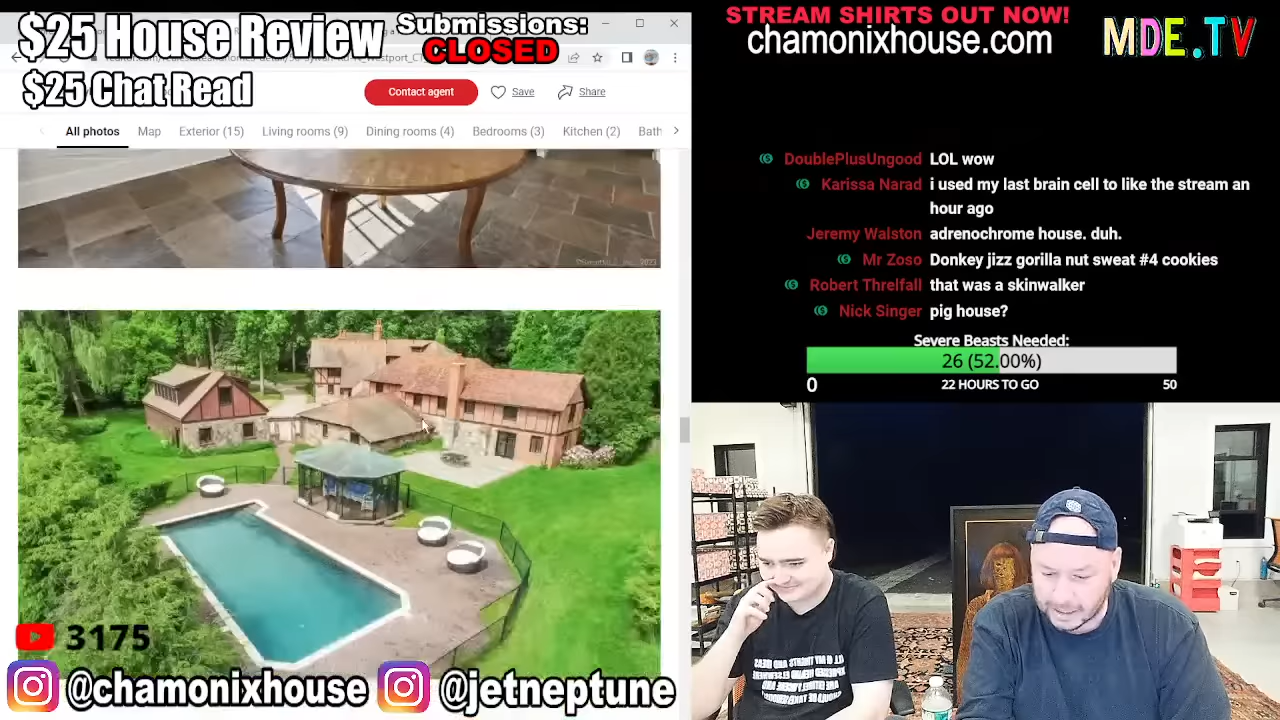 $25 House Review
Submissions:
CLOSED
$25 Chat Read
Contact agent
Save
Share
All photos
Map
Exterior (15)
Living rooms (9)
Dining rooms (4)
Bedrooms (3)
Kitchen (2)
Bath
3175
@chamonixhouse
@jetneptune
STREAM SHIRTS OUT NOW!
chamonixhouse.com
MDE.TV
DoublePlusUngood LOL wow
Karissa Narad i used my last brain cell to like the stream an
hour ago
Jeremy Walston adrenochrome house. duh.
Mr Zoso Donkey jizz gorilla nut sweat #4 cookies
Robert Threlfall that was a skinwalker
Nick Singer pig house?
Severe Beasts Needed:
26 (52.00%)
0
22 HOURS TO GO
50